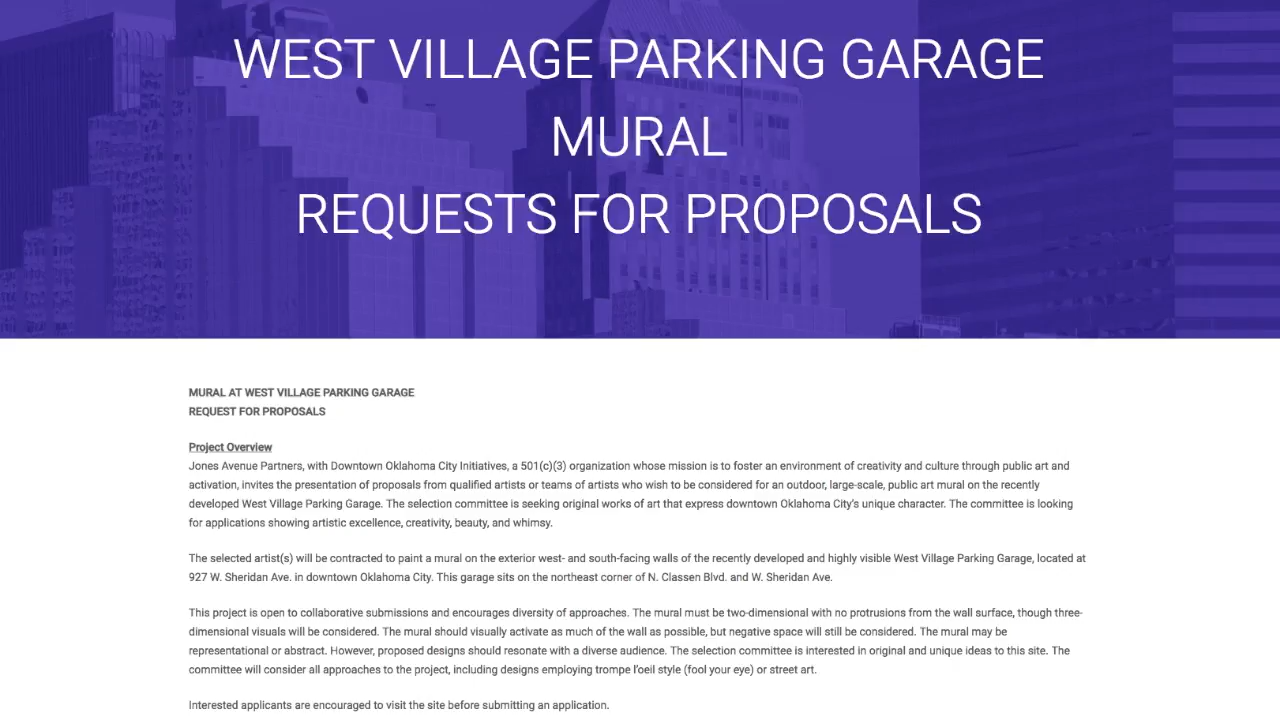 WEST VILLAGE PARKING GARAGE
MURAL
REQUESTS FOR PROPOSALS
MURAL AT WEST VILLAGE PARKING GARAGE
REQUEST FOR PROPOSALS
Project Overview
Jones Avenue Partners, with Downtown Oklahoma City Initiatives, a 501(c)(3) organization whose mission is to foster an environment of creativity and culture through public art and
activation, invites the presentation of proposals from qualified artists or teams of artists who wish to be considered for an outdoor, large-scale, public art mural on the recently
developed West Village Parking Garage. The selection committee is seeking original works of art that express downtown Oklahoma City's unique character. The committee is looking
for applications showing artistic excellence, creativity, beauty, and whimsy.
The selected artist(s) will be contracted to paint a mural on the exterior west- and south-facing walls of the recently developed and highly visible West Village Parking Garage, located at
927 W. Sheridan Ave. in downtown Oklahoma City. This garage sits on the northeast corner of N. Classen Blvd. and W. Sheridan Ave.
This project is open to collaborative submissions and encourages diversity of approaches. The mural must be two-dimensional with no protrusions from the wall surface, though three-
dimensional visuals will be considered. The mural should visually activate as much of the wall as possible, but negative space will still be considered. The mural may be
representational or abstract. However, proposed designs should resonate with a diverse audience. The selection committee is interested in original and unique ideas to this site. The
committee will consider all approaches to the project, including designs employing trompe l'oeil style (fool your eye) or street art.
Interested applicants are encouraged to visit the site before submitting an application.